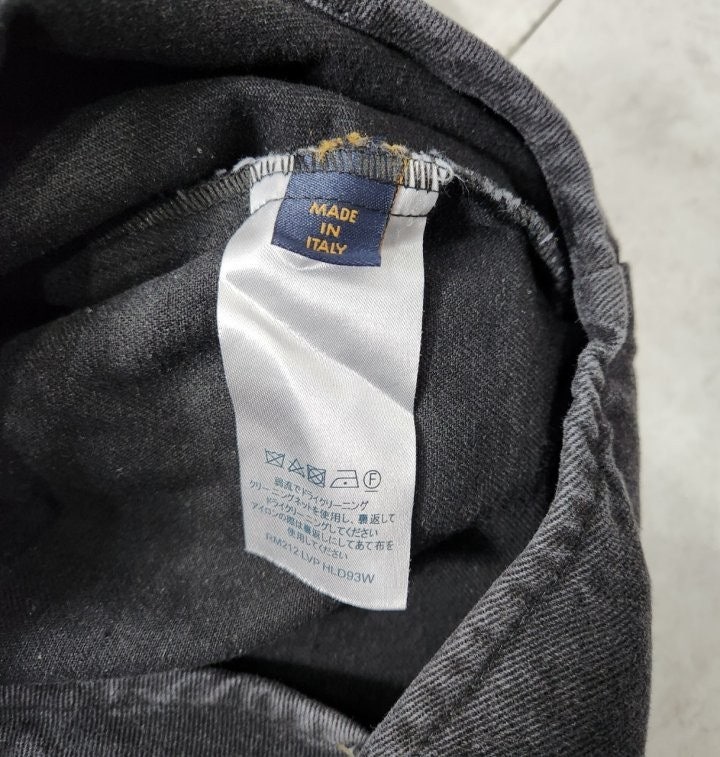 MADE
IN
ITALY
F
弱流でドライクリーニング
クリーニングネットを使用し、裏返して
ドライクリーニングしてください
アイロンの際は裏返しにしてあて布を
使用してください
RM212 LVP HLD93W